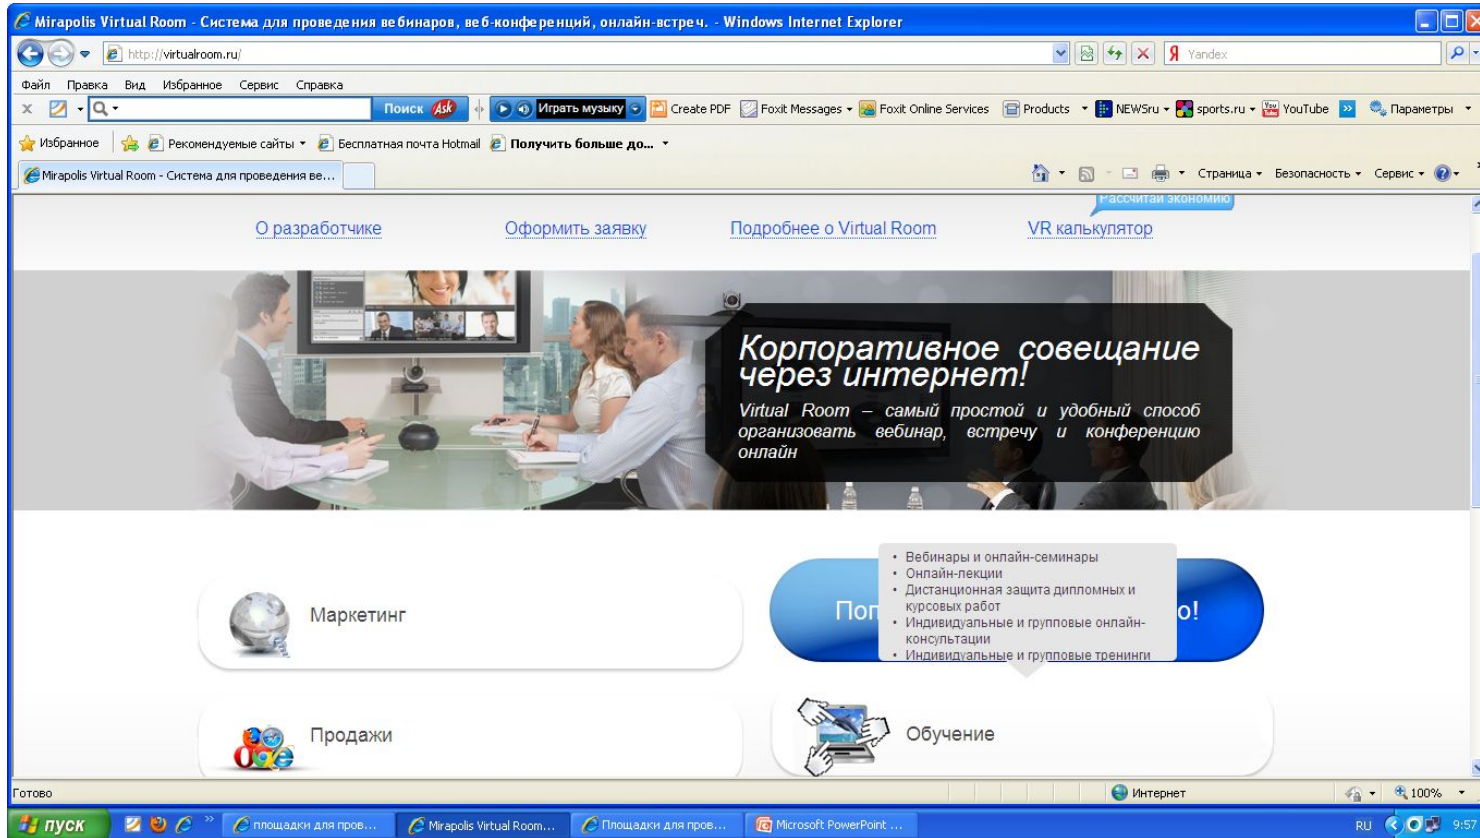 Mirapolis Virtual Room - Система для проведения вебинаров, веб-конференций, онлайн-встреч. - Windows Internet Explorer
http://virtualroom.ru/
Я Yandex
Файл Правка Вид Избранное Сервис Справка
x Поиск Ask Играть музыку Create PDF Foxit Messages Foxit Online Services Products NEWSru sports.ru YouTube Параметры
Избранное Рекомендуемые сайты Бесплатная почта Hotmail Получить больше до...
Mirapolis Virtual Room - Система для проведения ве...
Страница Безопасность Сервис
Рассчитай экономию
О разработчике Оформить заявку Подробнее о Virtual Room VR калькулятор
Корпоративное совещание
через интернет!
Virtual Room – самый простой и удобный способ
организовать вебинар, встречу и конференцию
онлайн
• Вебинары и онлайн-семинары
• Онлайн-лекции
• Дистанционная защита дипломных и
курсовых работ
• Индивидуальные и групповые онлайн-
консультации
• Индивидуальные и групповые тренинги
Маркетинг
Продажи
Обучение
Готово Интернет 100%
пуск площадки для пров... Mirapolis Virtual Room... Площадки для пров... Microsoft PowerPoint ... RU 9:57